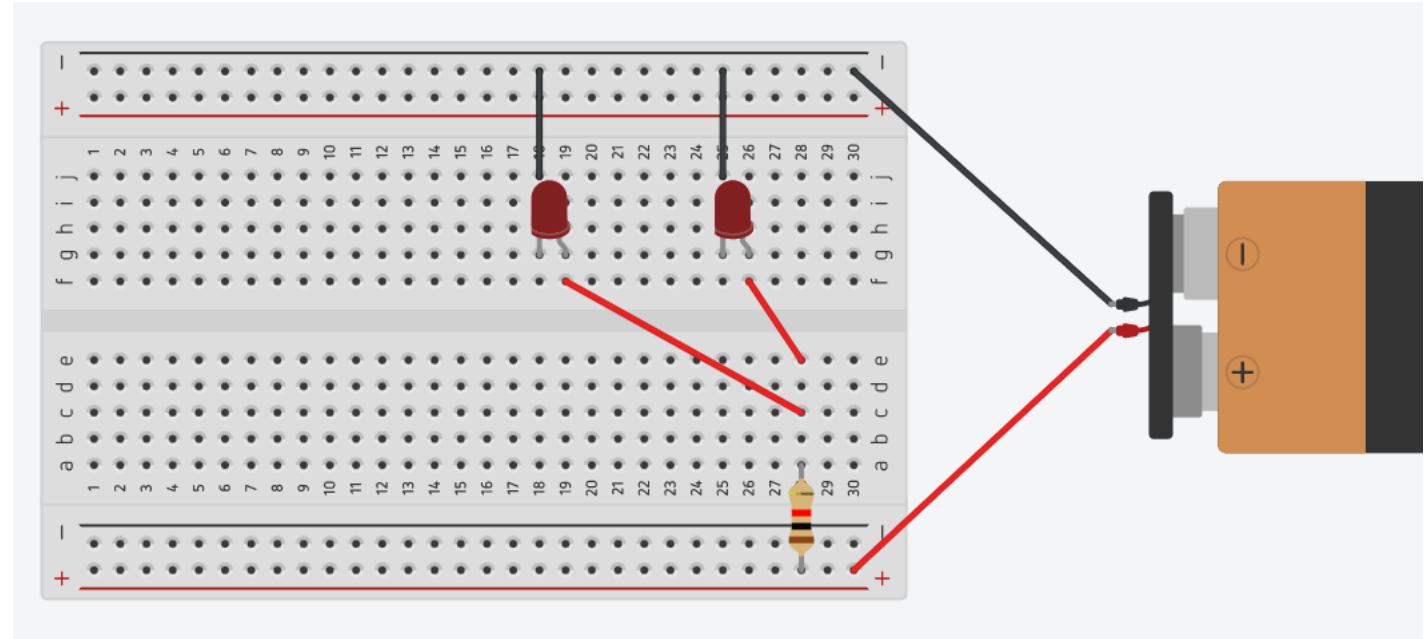 − −
+ +
1 2 3 4 5 6 7 8 9 10 11 12 13 14 15 16 17 18 19 20 21 22 23 24 25 26 27 28 29 30
j j
i i
h h
g g
f f
e e
d d
c c
b b
a a
1 2 3 4 5 6 7 8 9 10 11 12 13 14 15 16 17 18 19 20 21 22 23 24 25 26 27 28 29 30
− −
+ +
−
+